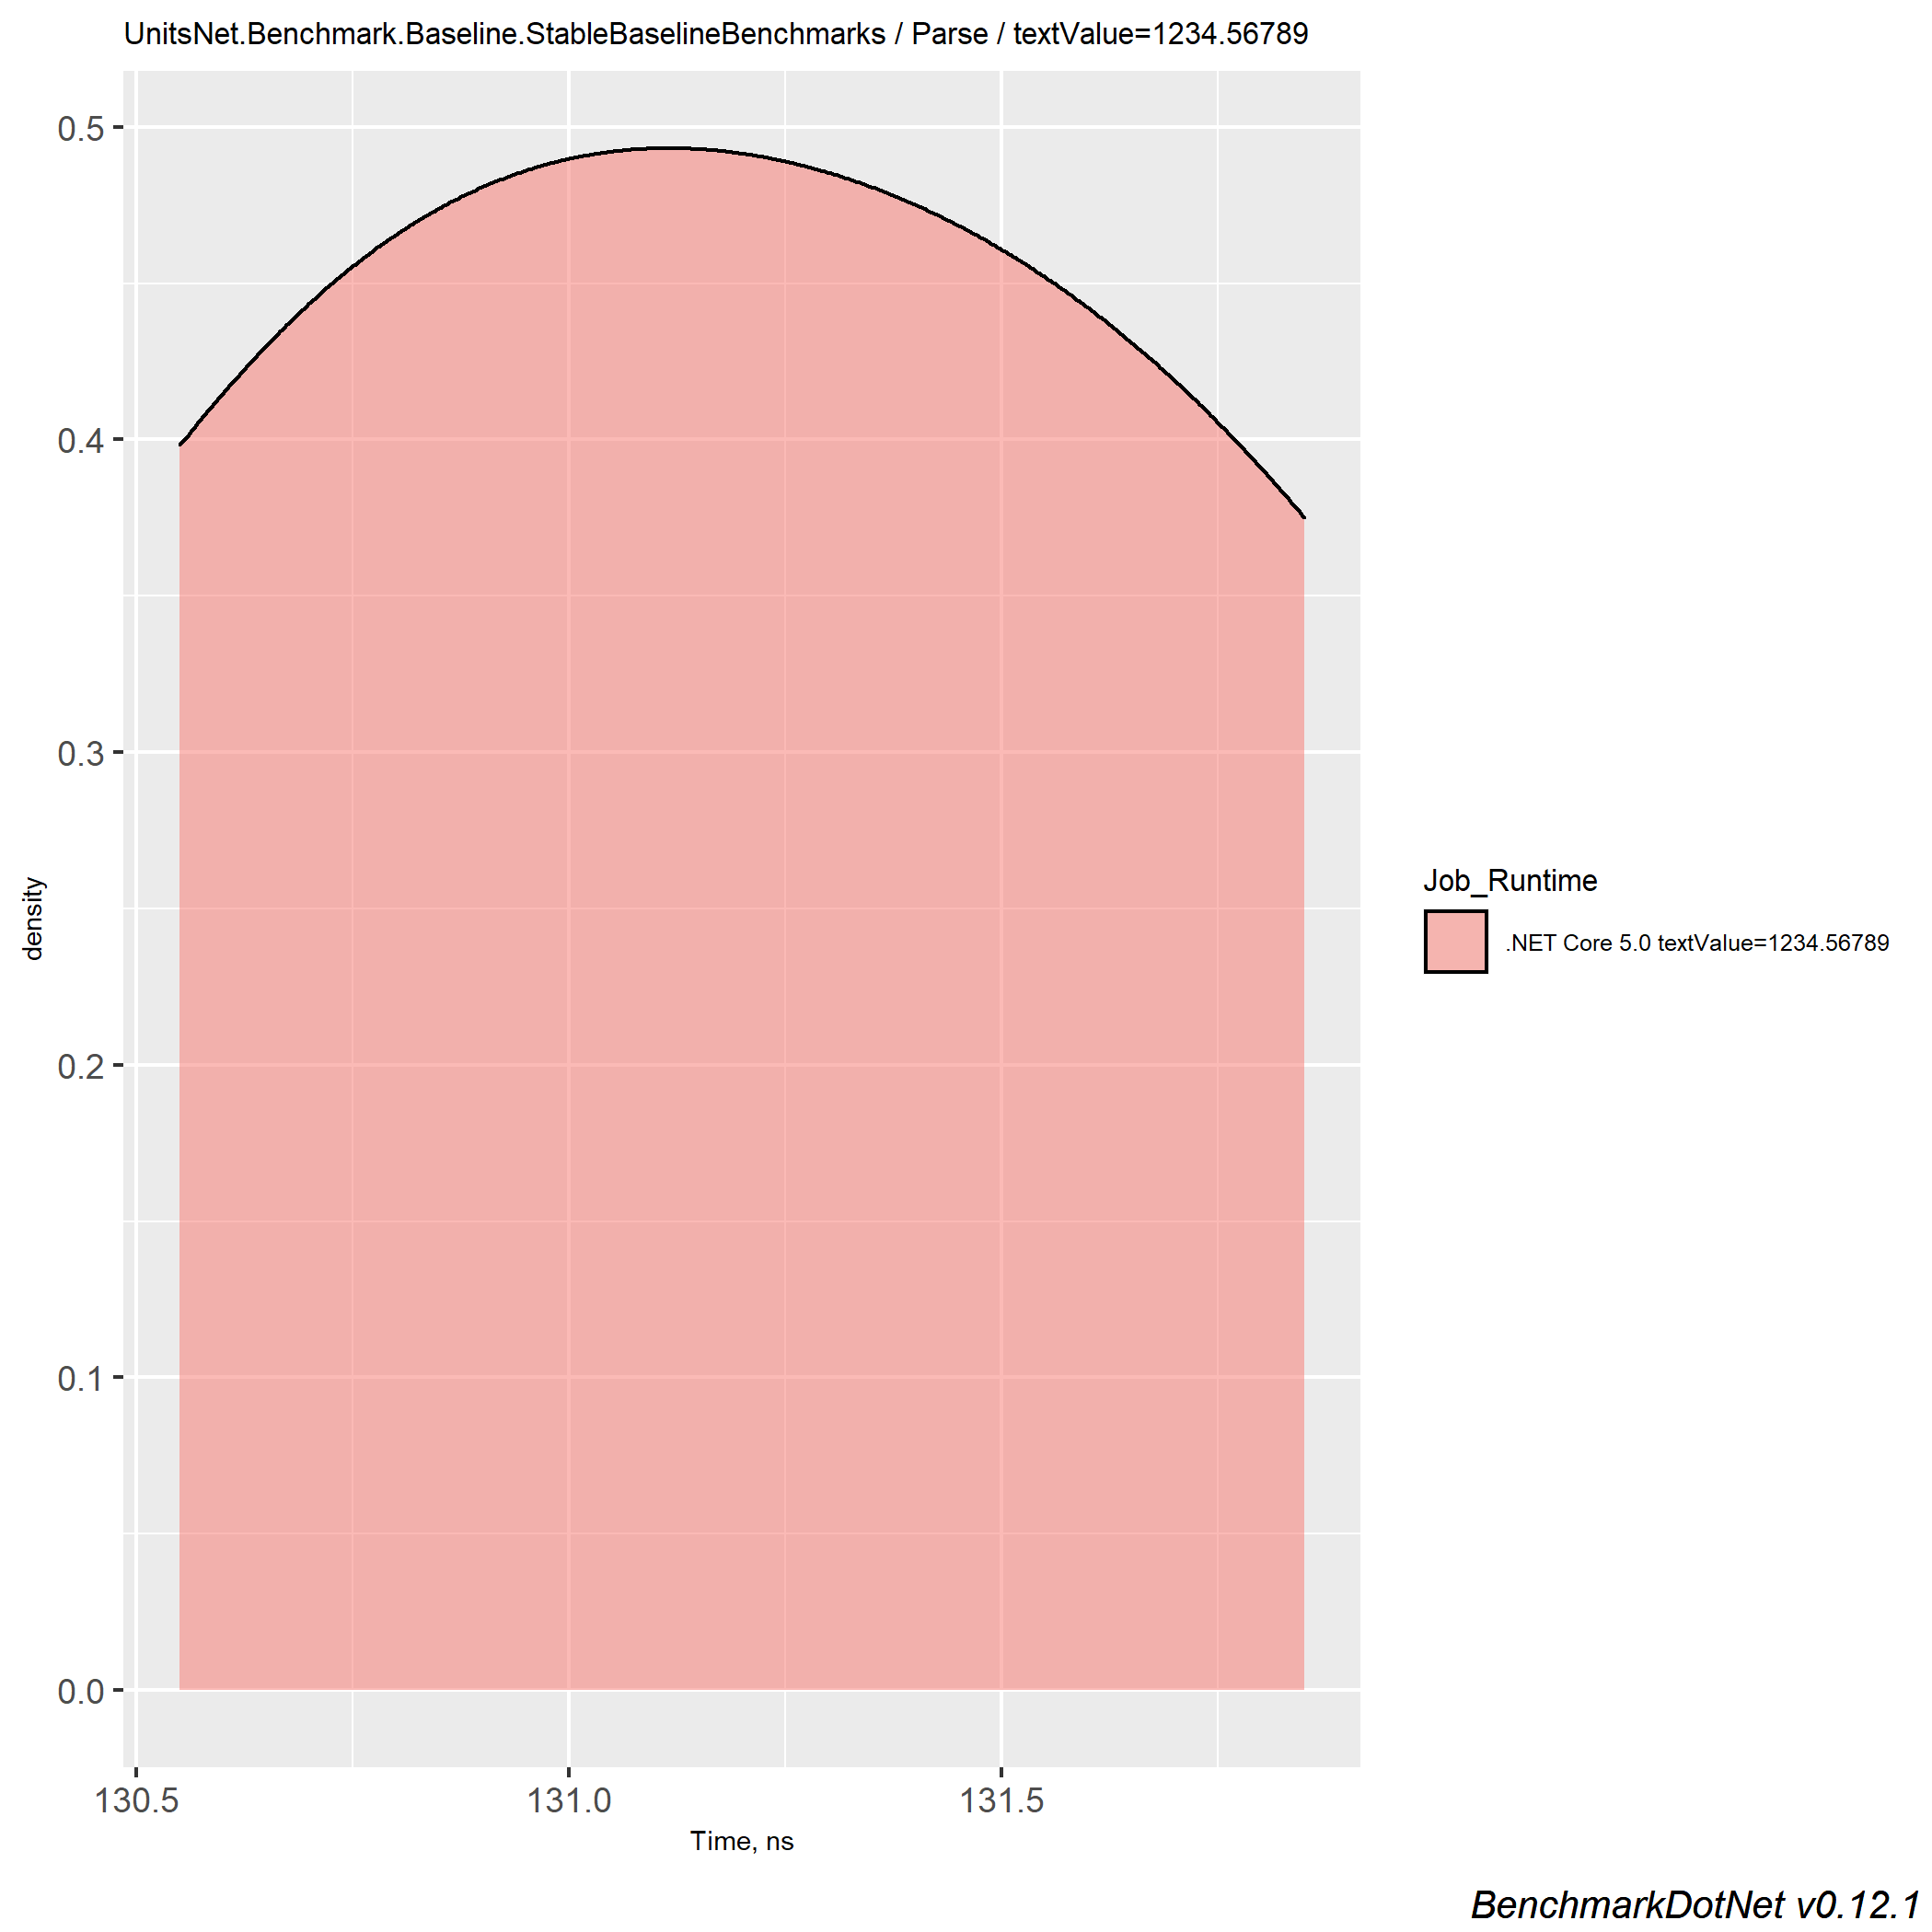 UnitsNet.Benchmark.Baseline.StableBaselineBenchmarks / Parse / textValue=1234.56789
0.5
0.4
0.3
0.2
0.1
0.0
density
130.5 131.0 131.5
Time, ns
Job_Runtime
.NET Core 5.0 textValue=1234.56789
BenchmarkDotNet v0.12.1